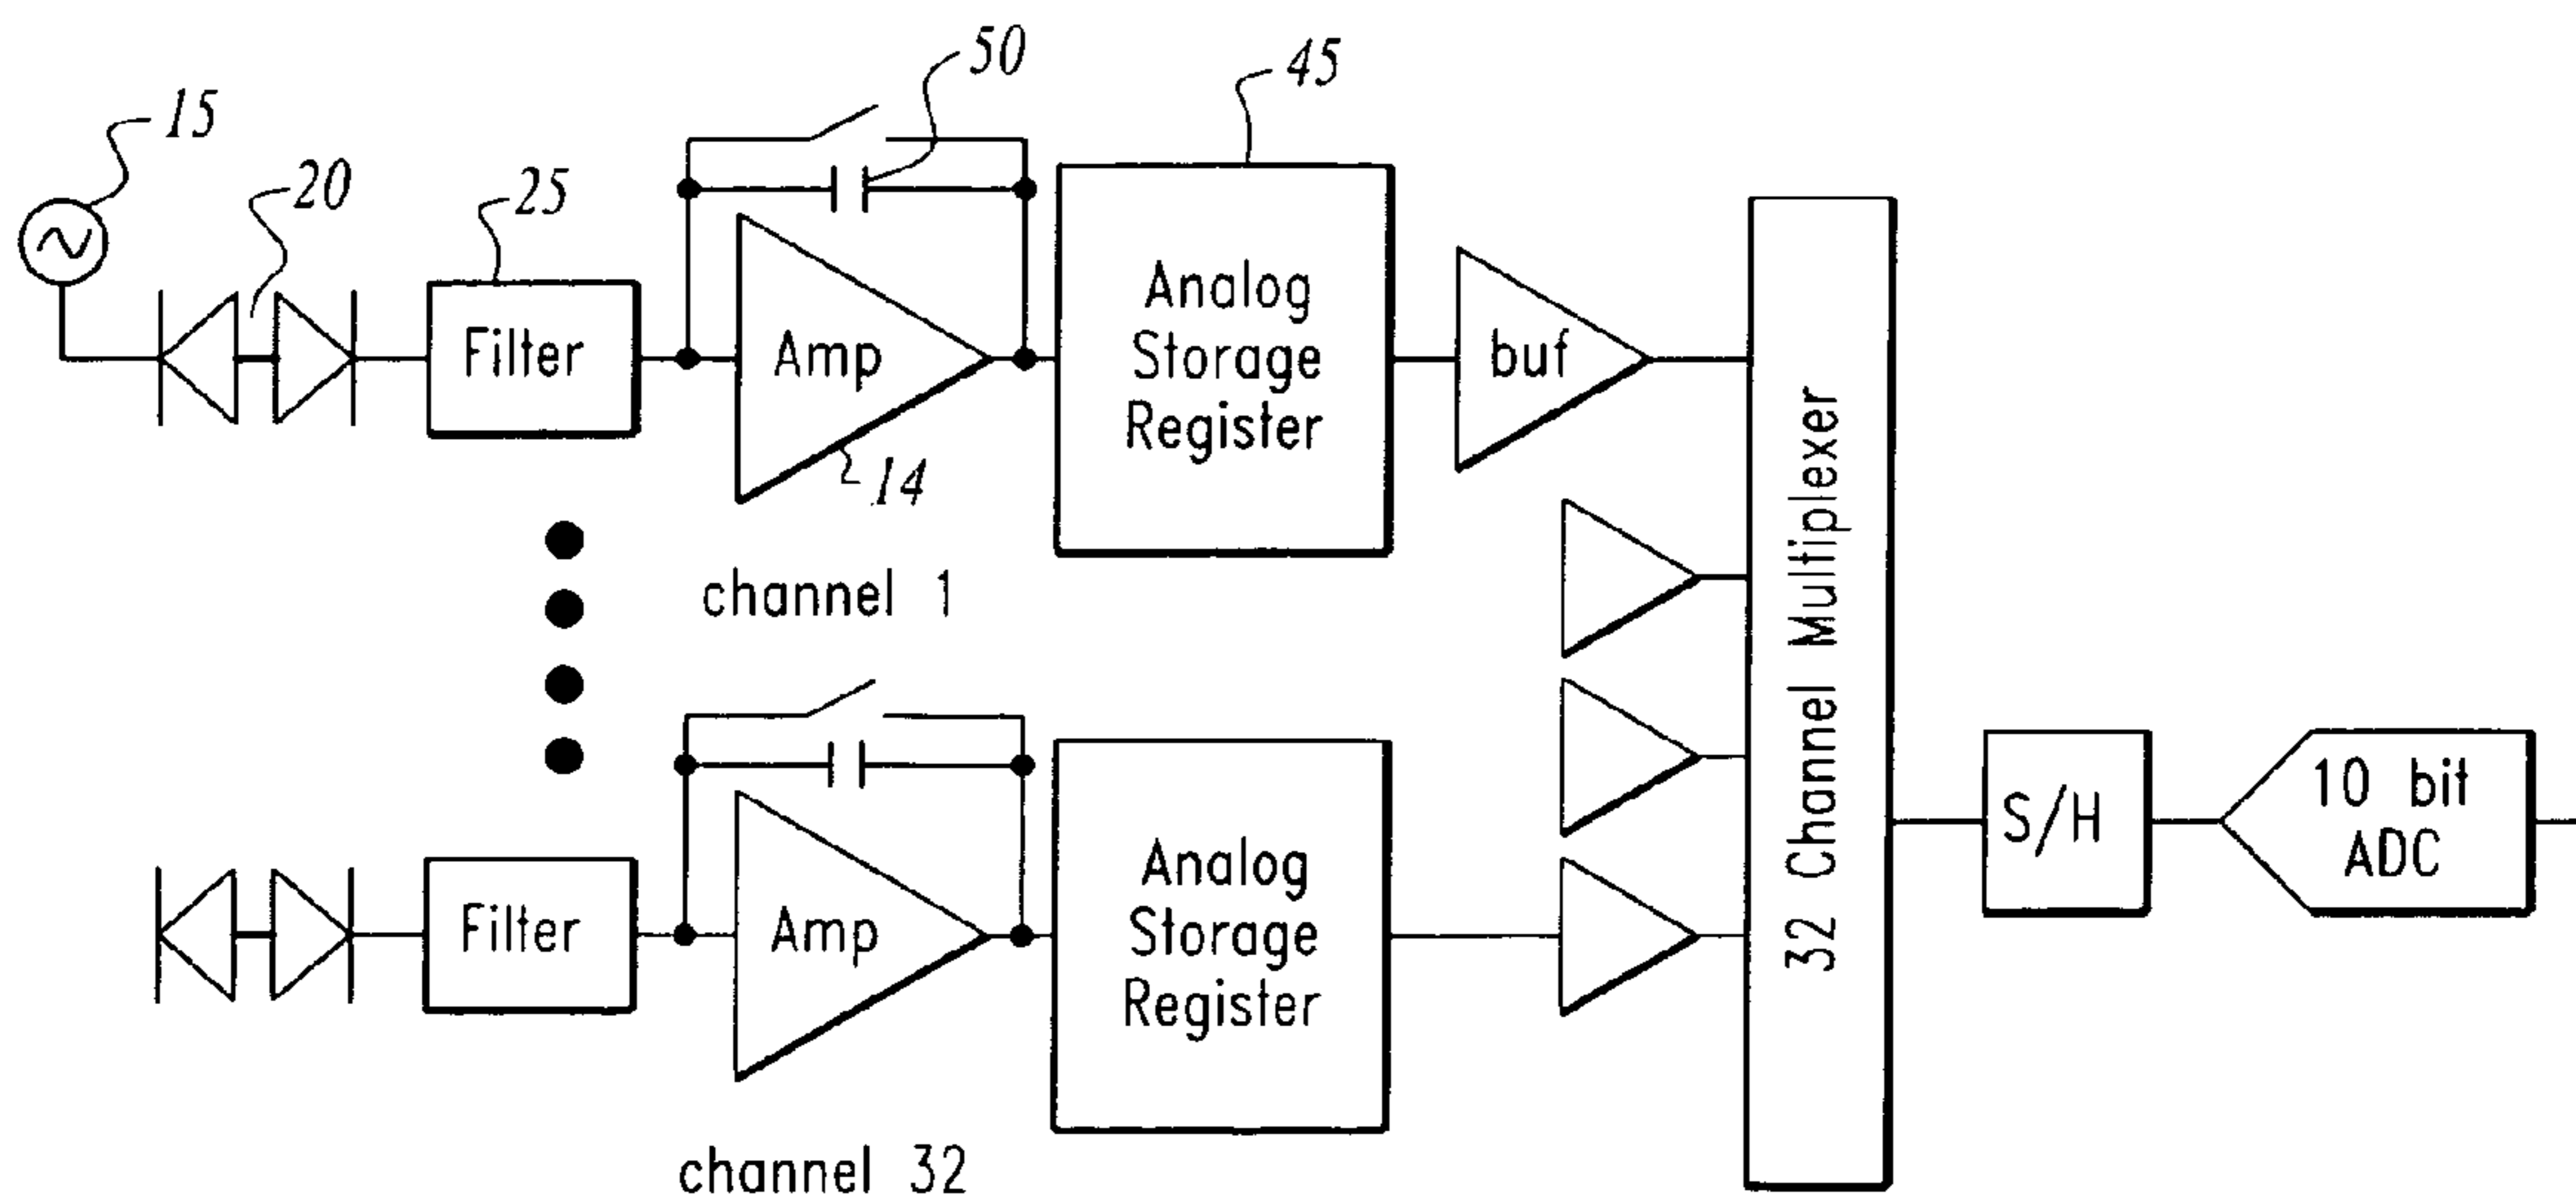 50
45
15
20
25
Filter
Amp
14
Analog
Storage
Register
buf
32 Channel Multiplexer
channel 1
S/H
10 bit
ADC
Filter
Amp
Analog
Storage
Register
channel 32